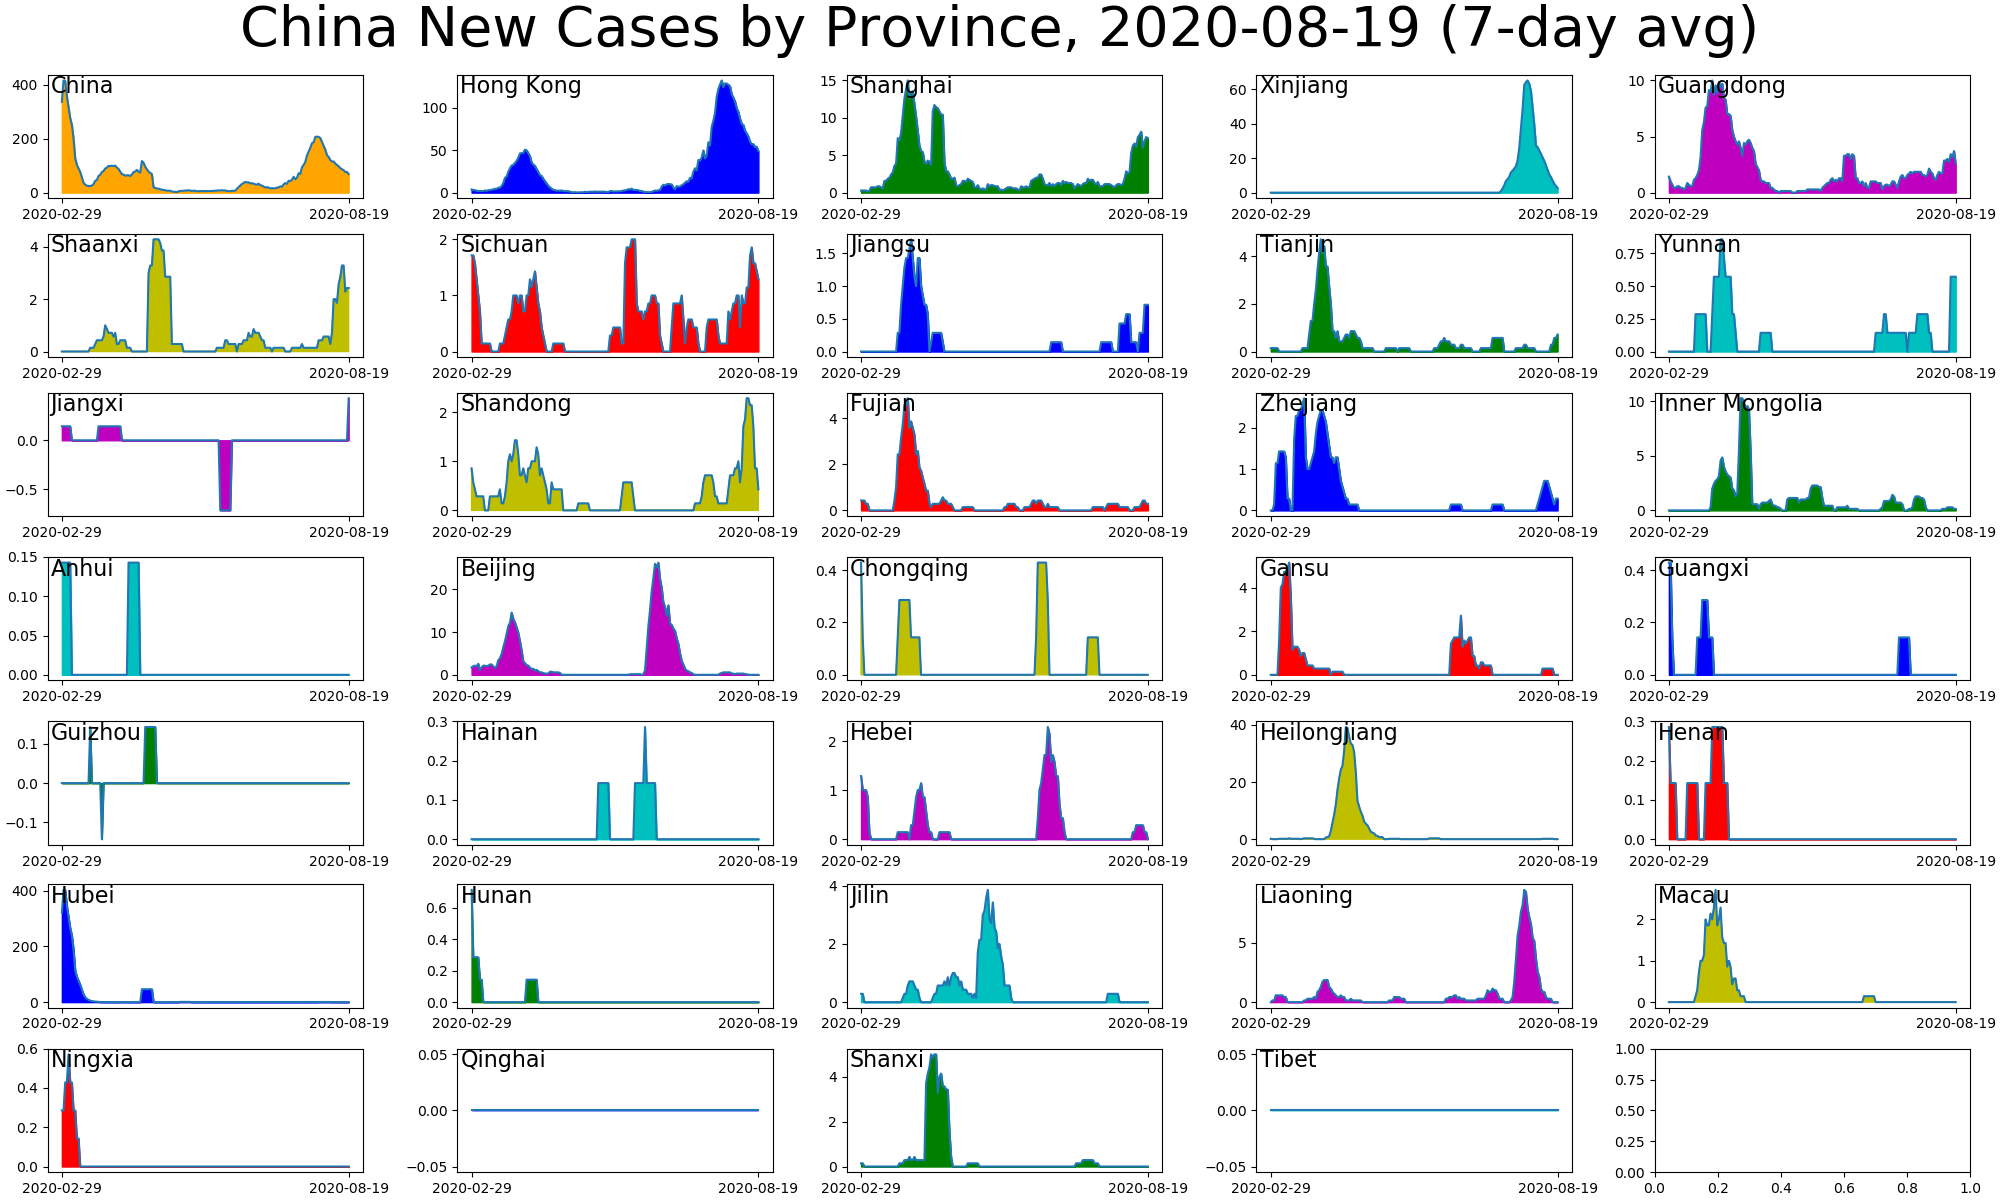 China New Cases by Province, 2020-08-19 (7-day avg)
China Hong Kong Shanghai Xinjiang Guangdong
400 100 15 60 10
200 50 10 40 5
0 0 5 20 0
0 0
2020-02-29 2020-08-19 2020-02-29 2020-08-19 2020-02-29 2020-08-19 2020-02-29 2020-08-19 2020-02-29 2020-08-19
Shaanxi Sichuan Jiangsu Tianjin Yunnan
4 2 1.5 4 0.75
2 1 1.0 2 0.50
0 0 0.5 0 0.25
0.0 0.00
2020-02-29 2020-08-19 2020-02-29 2020-08-19 2020-02-29 2020-08-19 2020-02-29 2020-08-19 2020-02-29 2020-08-19
Jiangxi Shandong Fujian Zhejiang Inner Mongolia
0.0 2 4 2 10
−0.5 1 2 1 5
0 0 0 0
2020-02-29 2020-08-19 2020-02-29 2020-08-19 2020-02-29 2020-08-19 2020-02-29 2020-08-19 2020-02-29 2020-08-19
Anhui Beijing Chongqing Gansu Guangxi
0.15 20 0.4 4 0.4
0.10 10 0.2 2 0.2
0.05 0 0.0 0 0.0
0.00
2020-02-29 2020-08-19 2020-02-29 2020-08-19 2020-02-29 2020-08-19 2020-02-29 2020-08-19 2020-02-29 2020-08-19
Guizhou Hainan Hebei Heilongjiang Henan
0.1 0.3 2 40 0.3
0.0 0.2 1 20 0.2
−0.1 0.1 0 0 0.1
0.0 0.0
2020-02-29 2020-08-19 2020-02-29 2020-08-19 2020-02-29 2020-08-19 2020-02-29 2020-08-19 2020-02-29 2020-08-19
Hubei Hunan Jilin Liaoning Macau
400 0.6 4 5 2
200 0.4 2 0 1
0 0.2 0 0
0.0
2020-02-29 2020-08-19 2020-02-29 2020-08-19 2020-02-29 2020-08-19 2020-02-29 2020-08-19 2020-02-29 2020-08-19
Ningxia Qinghai Shanxi Tibet
0.6 0.05 4 0.05 1.00
0.4 0.00 2 0.00 0.75
0.2 −0.05 0 −0.05 0.50
0.0 0.25
0.00
2020-02-29 2020-08-19 2020-02-29 2020-08-19 2020-02-29 2020-08-19 2020-02-29 2020-08-19 0.0 0.2 0.4 0.6 0.8 1.0